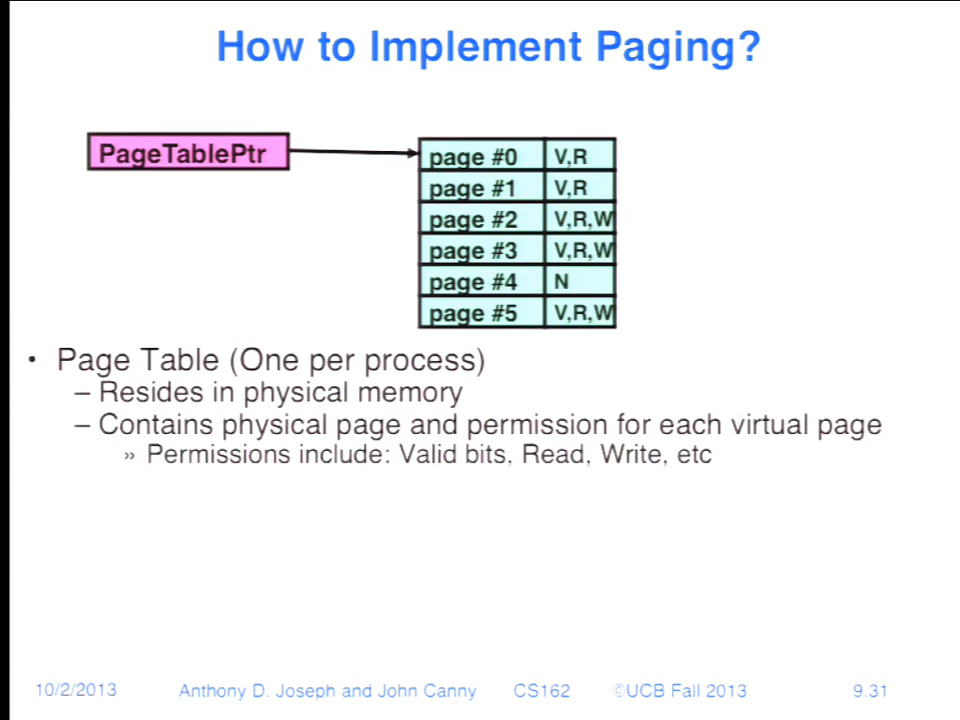 How to Implement Paging?
PageTablePtr
page #0 V,R
page #1 V,R
page #2 V,R,W
page #3 V,R,W
page #4 N
page #5 V,R,W
• Page Table (One per process)
– Resides in physical memory
– Contains physical page and permission for each virtual page
» Permissions include: Valid bits, Read, Write, etc
10/2/2013 Anthony D. Joseph and John Canny CS162 ©UCB Fall 2013 9.31